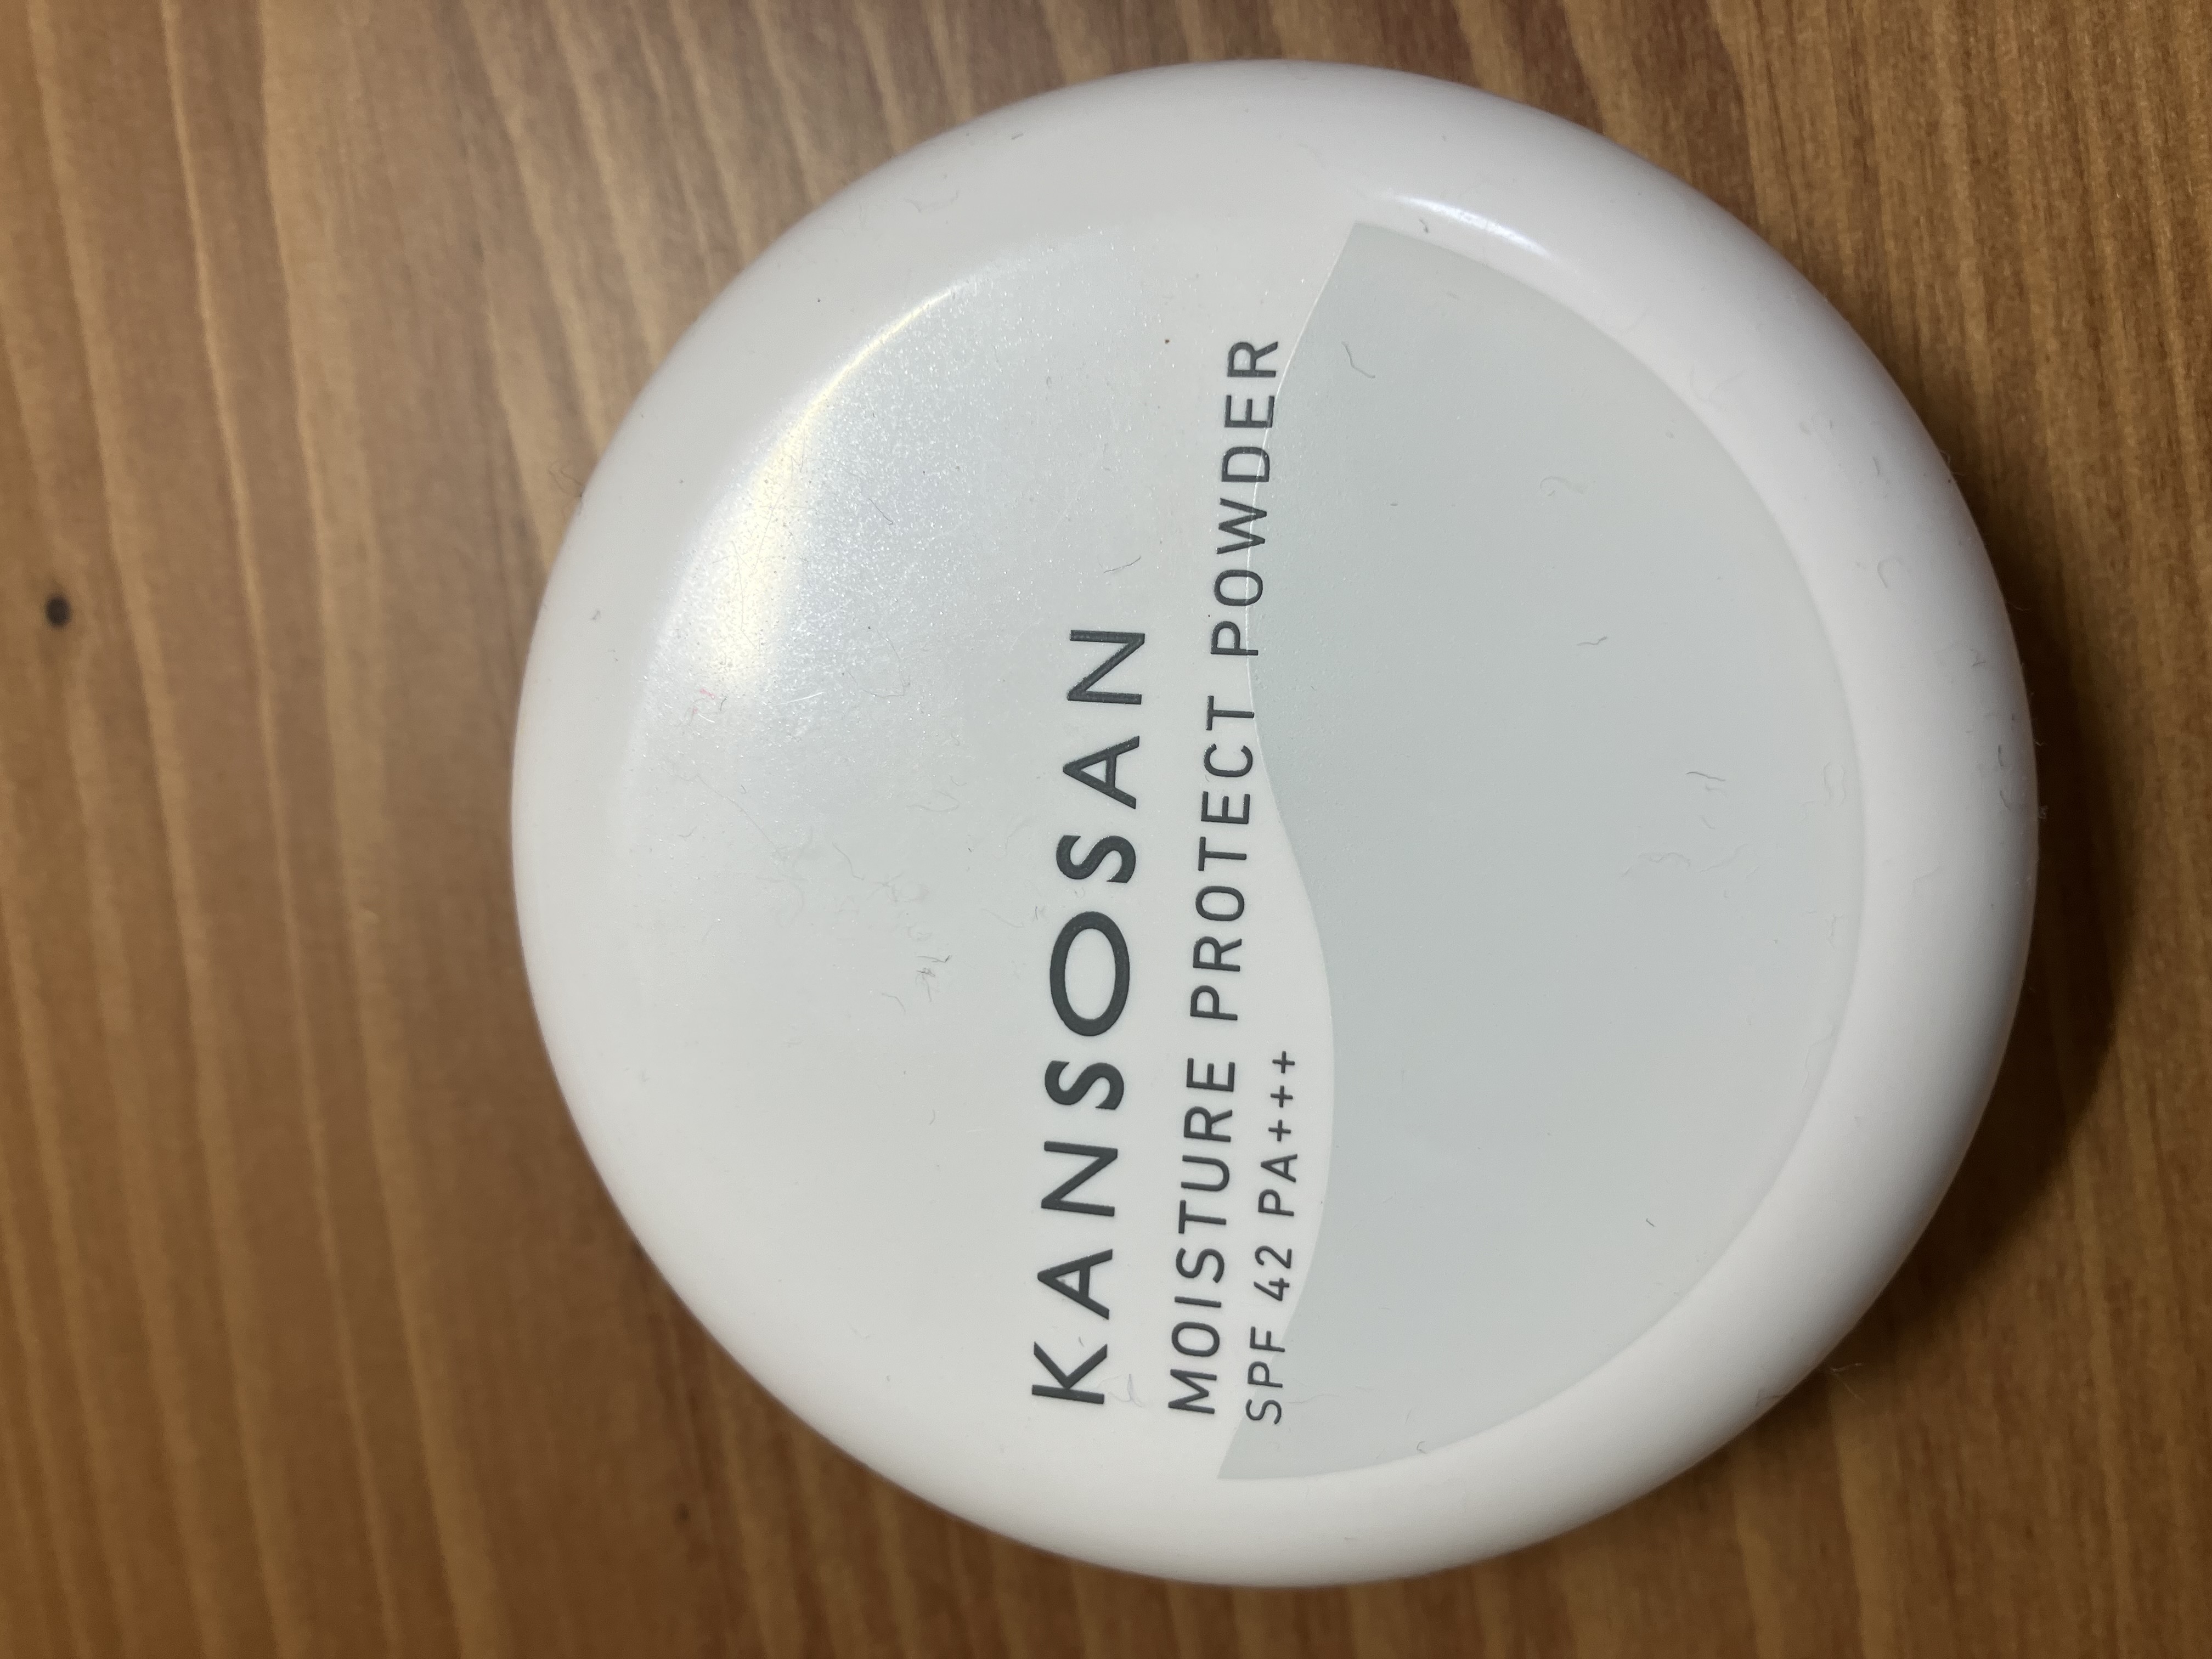 KANSOSAN
MOISTURE PROTECT POWDER
SPF 42 PA+++